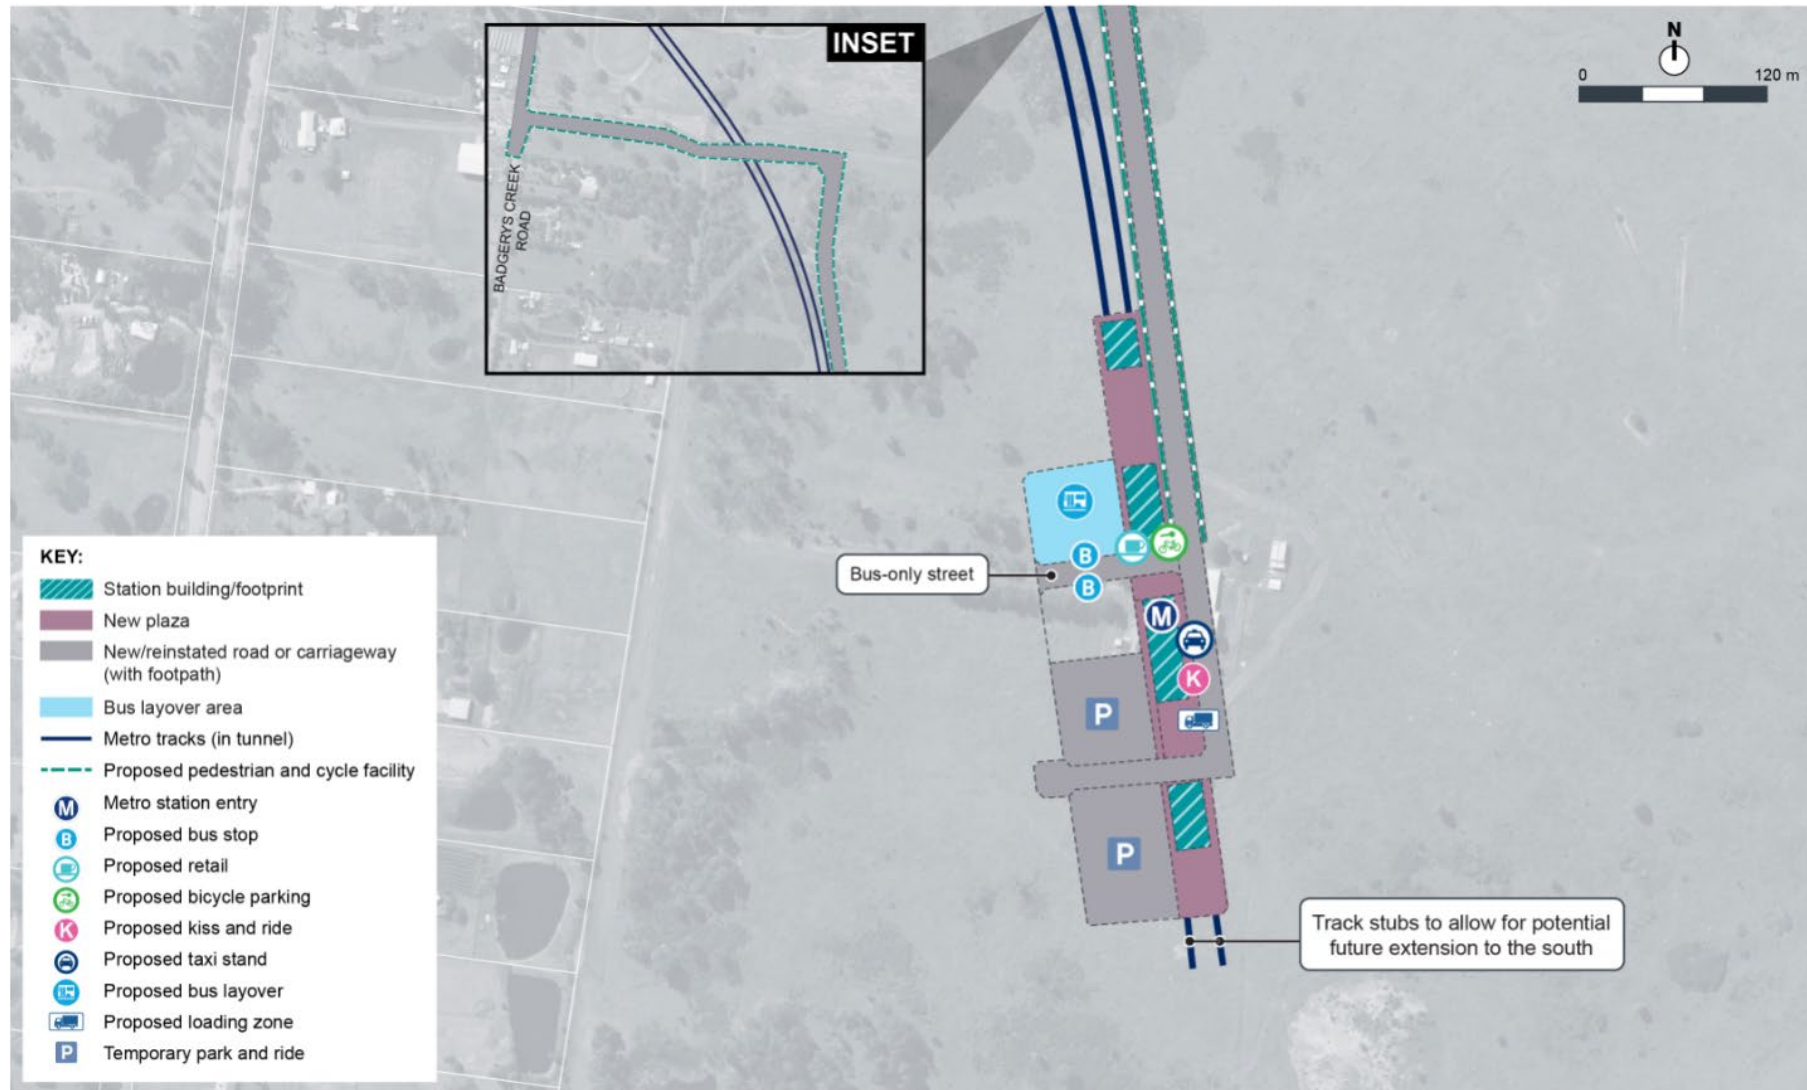 INSET
N
0
120 m
BADGERYS CREEK
ROAD
B
Bus-only street
B
M
K
P
P
Track stubs to allow for potential
future extension to the south
KEY:
Station building/footprint
New plaza
New/reinstated road or carriageway
(with footpath)
Bus layover area
Metro tracks (in tunnel)
Proposed pedestrian and cycle facility
M Metro station entry
B Proposed bus stop
Proposed retail
Proposed bicycle parking
K Proposed kiss and ride
Proposed taxi stand
Proposed bus layover
Proposed loading zone
P Temporary park and ride